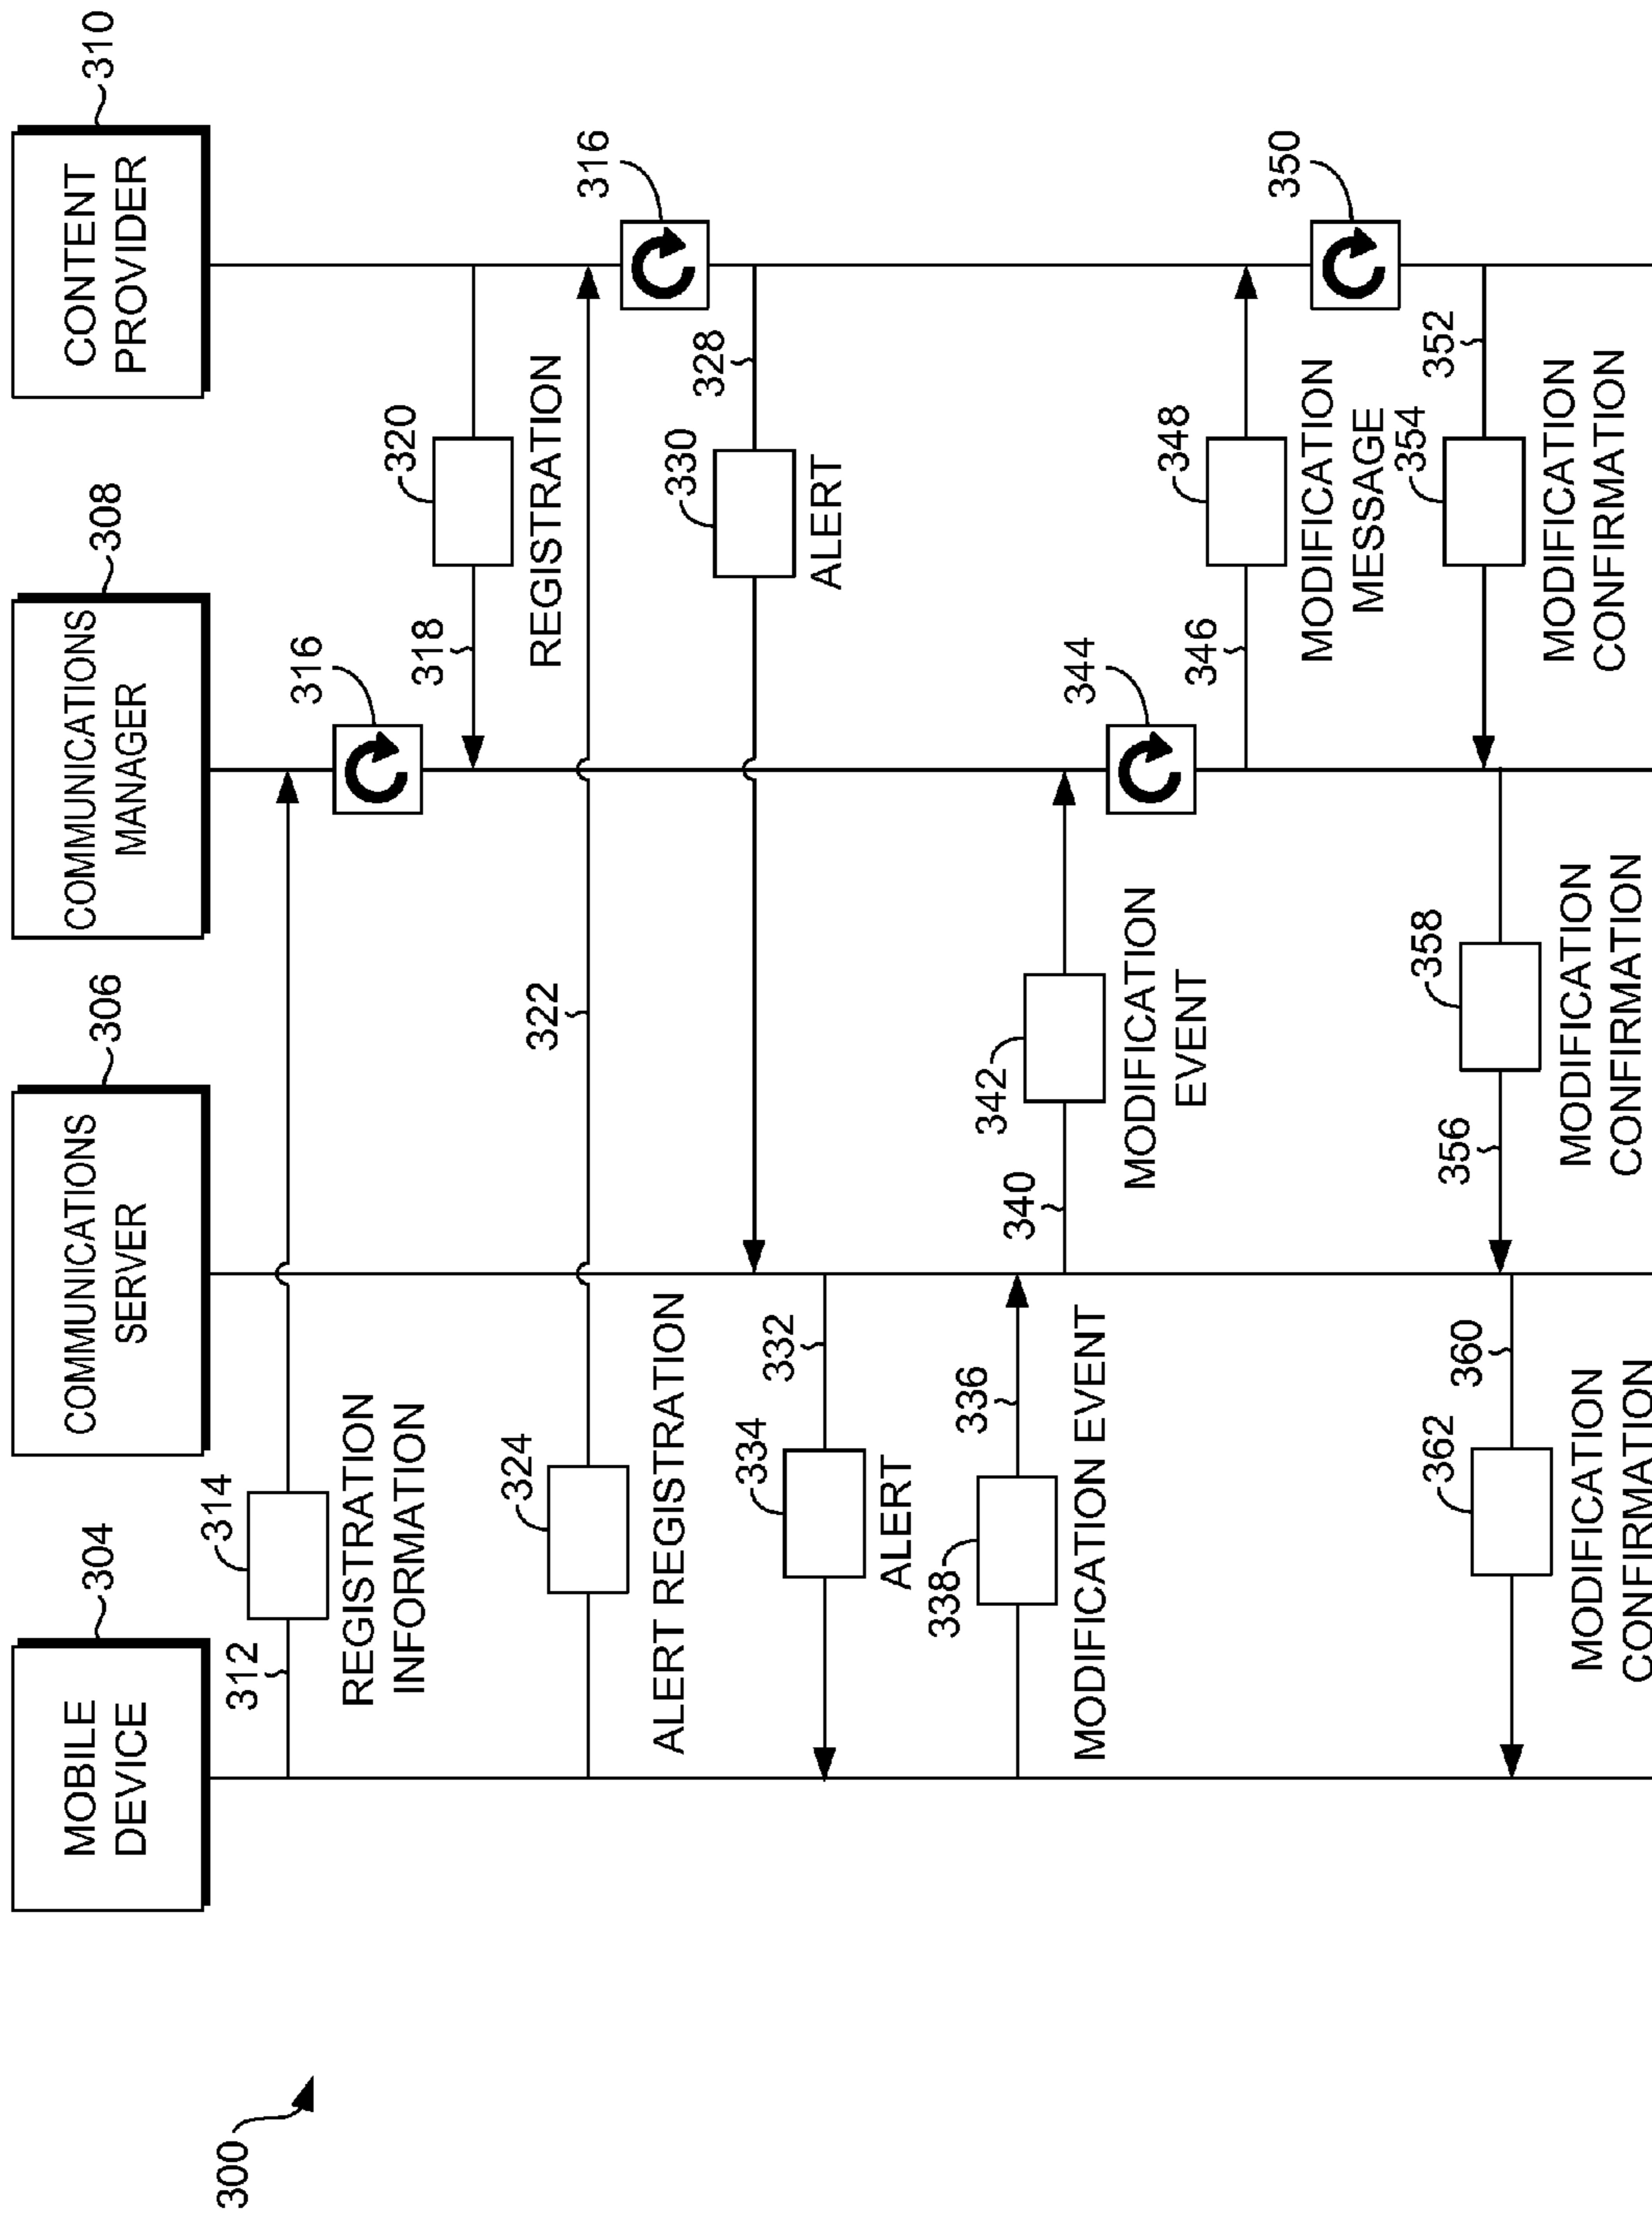 300
MOBILE
DEVICE
304
COMMUNICATIONS
SERVER
306
COMMUNICATIONS
MANAGER
308
CONTENT
PROVIDER
310
312
314
REGISTRATION
INFORMATION
316
318
320
REGISTRATION
322
324
ALERT REGISTRATION
316
328
330
ALERT
332
334
ALERT
336
338
MODIFICATION EVENT
340
342
MODIFICATION
EVENT
344
346
348
MODIFICATION
MESSAGE
350
352
354
MODIFICATION
CONFIRMATION
356
358
MODIFICATION
CONFIRMATION
360
362
MODIFICATION
CONFIRMATION